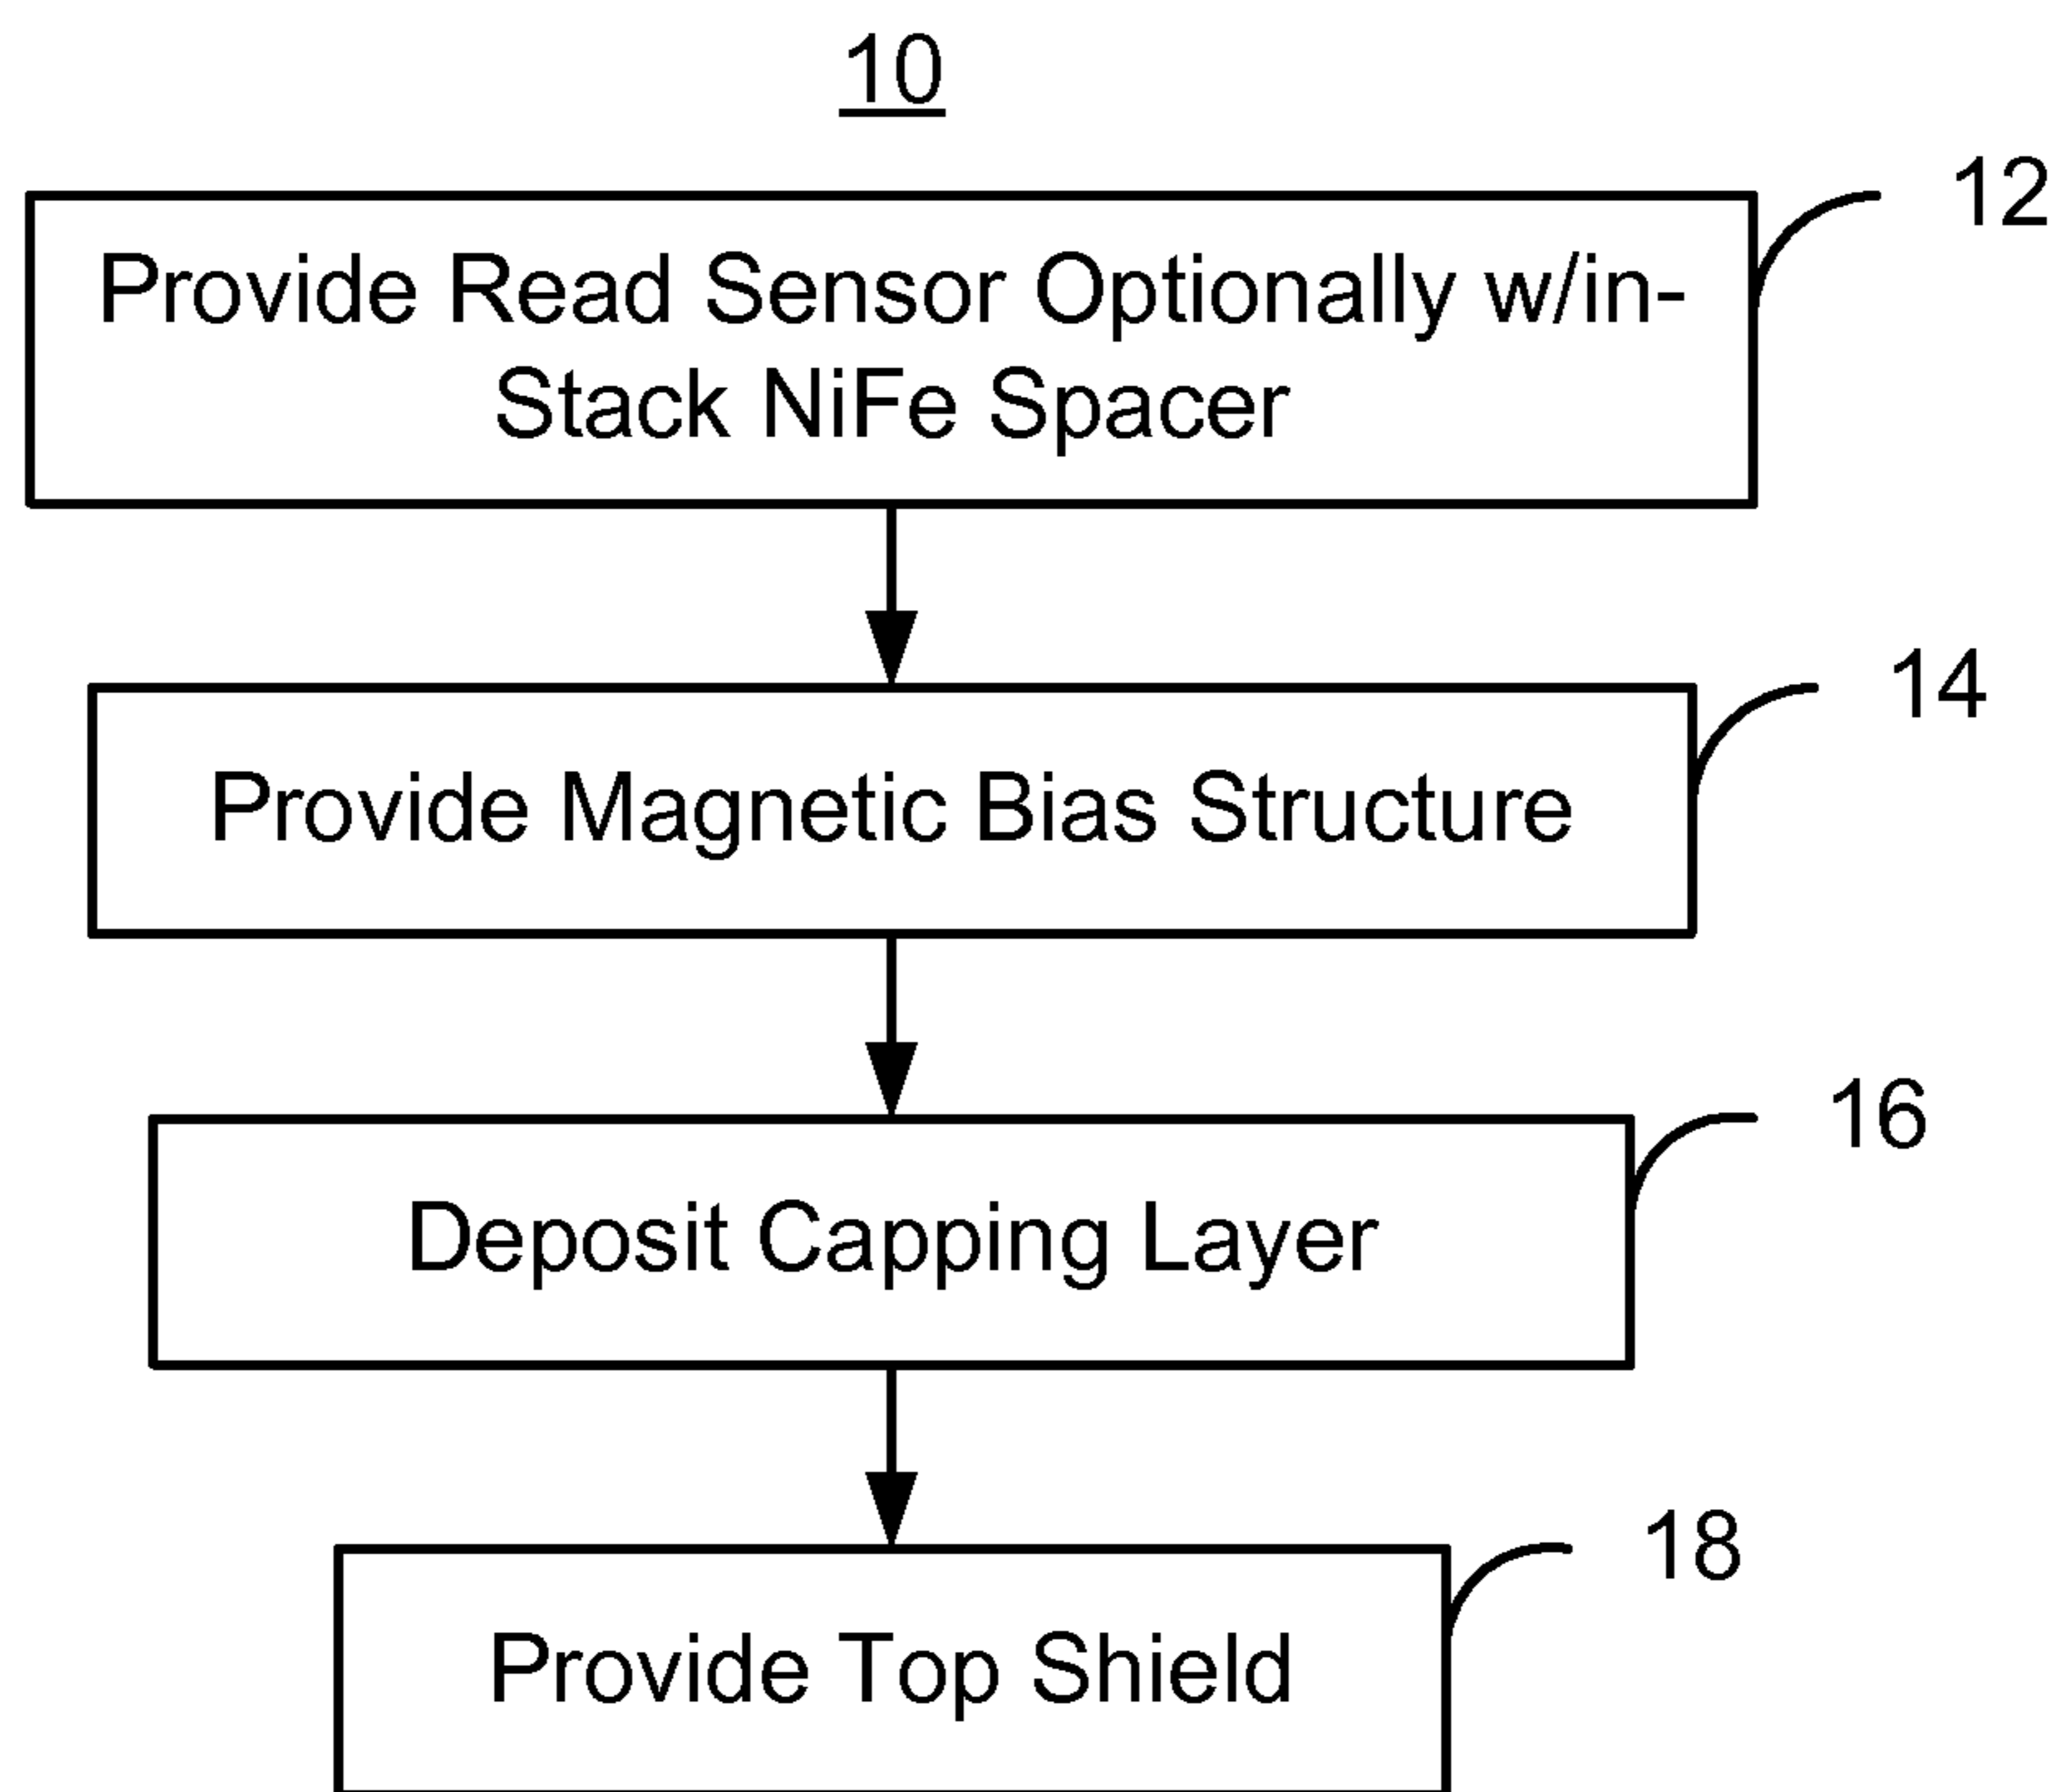 10
12
Provide Read Sensor Optionally w/in-
Stack NiFe Spacer
14
Provide Magnetic Bias Structure
16
Deposit Capping Layer
18
Provide Top Shield